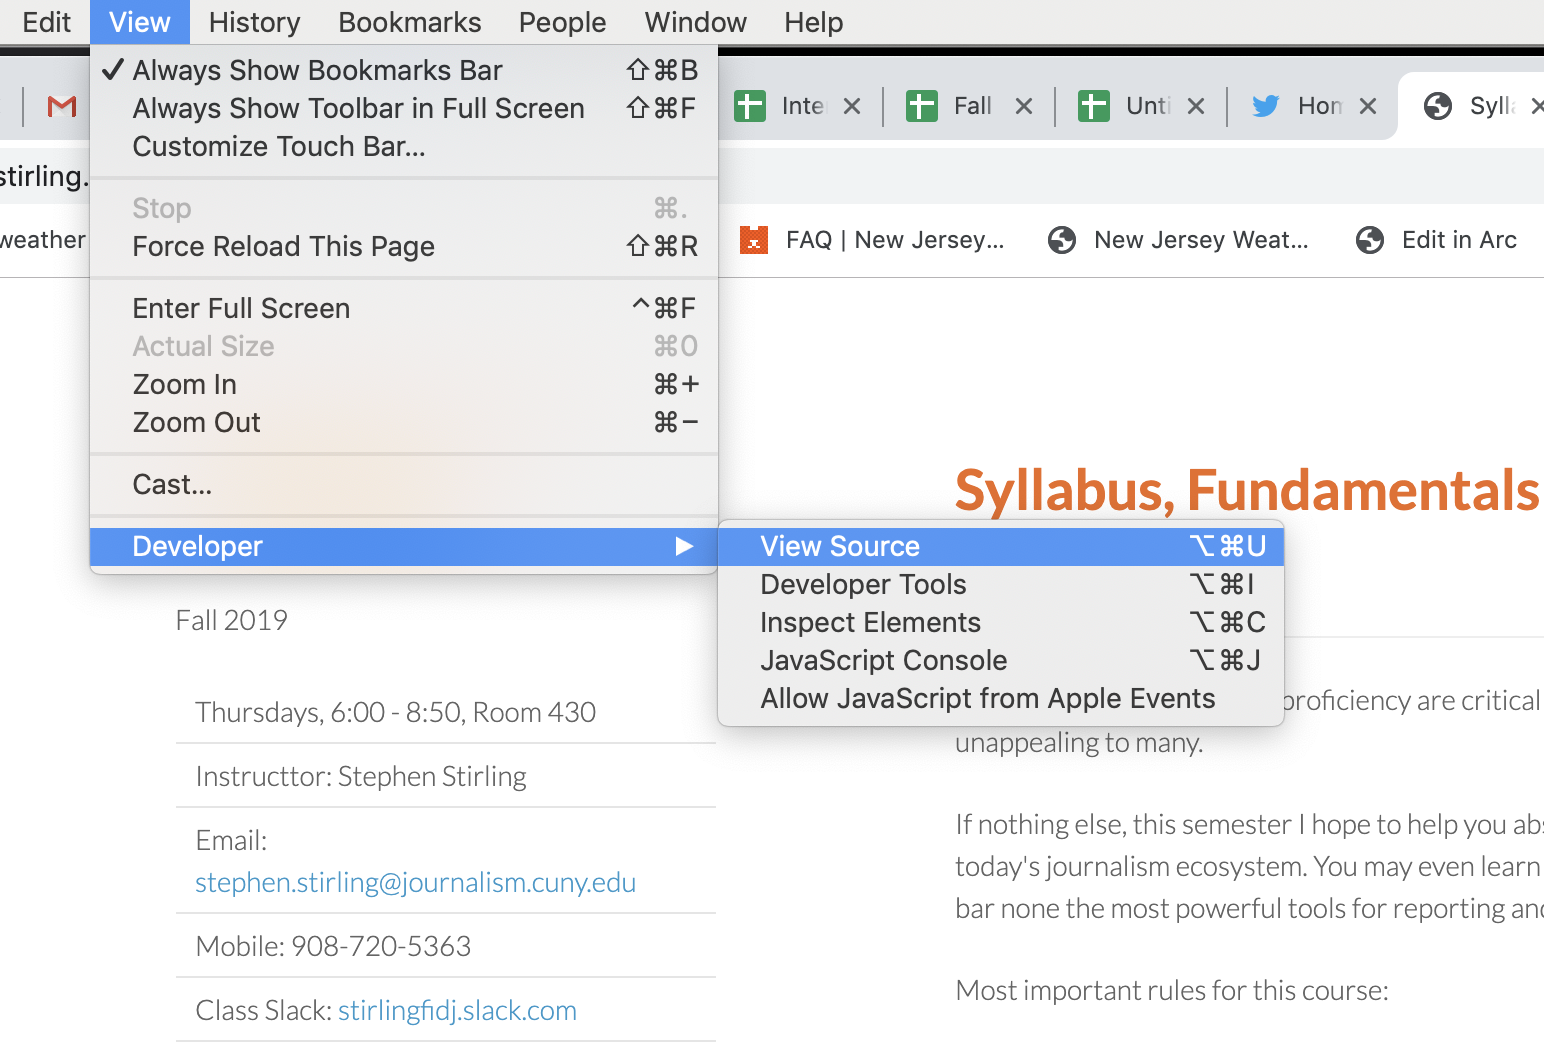 Edit View History Bookmarks People Window Help
✓ Always Show Bookmarks Bar ⇧⌘B
Always Show Toolbar in Full Screen ⇧⌘F
Customize Touch Bar...
Stop ⌘.
Force Reload This Page ⇧⌘R
Enter Full Screen ^⌘F
Actual Size ⌘0
Zoom In ⌘+
Zoom Out ⌘−
Cast...
Developer ▶
View Source ⌥⌘U
Developer Tools ⌥⌘I
Inspect Elements ⌥⌘C
JavaScript Console ⌥⌘J
Allow JavaScript from Apple Events
Inte Fall Unti Hom Sylla
stirling.
weather FAQ | New Jersey... New Jersey Weat... Edit in Arc
Fall 2019
Thursdays, 6:00 - 8:50, Room 430
Instructtor: Stephen Stirling
Email:
stephen.stirling@journalism.cuny.edu
Mobile: 908-720-5363
Class Slack: stirlingfidj.slack.com
Syllabus, Fundamentals
proficiency are critical
unappealing to many.
If nothing else, this semester I hope to help you abs
today's journalism ecosystem. You may even learn
bar none the most powerful tools for reporting and
Most important rules for this course: